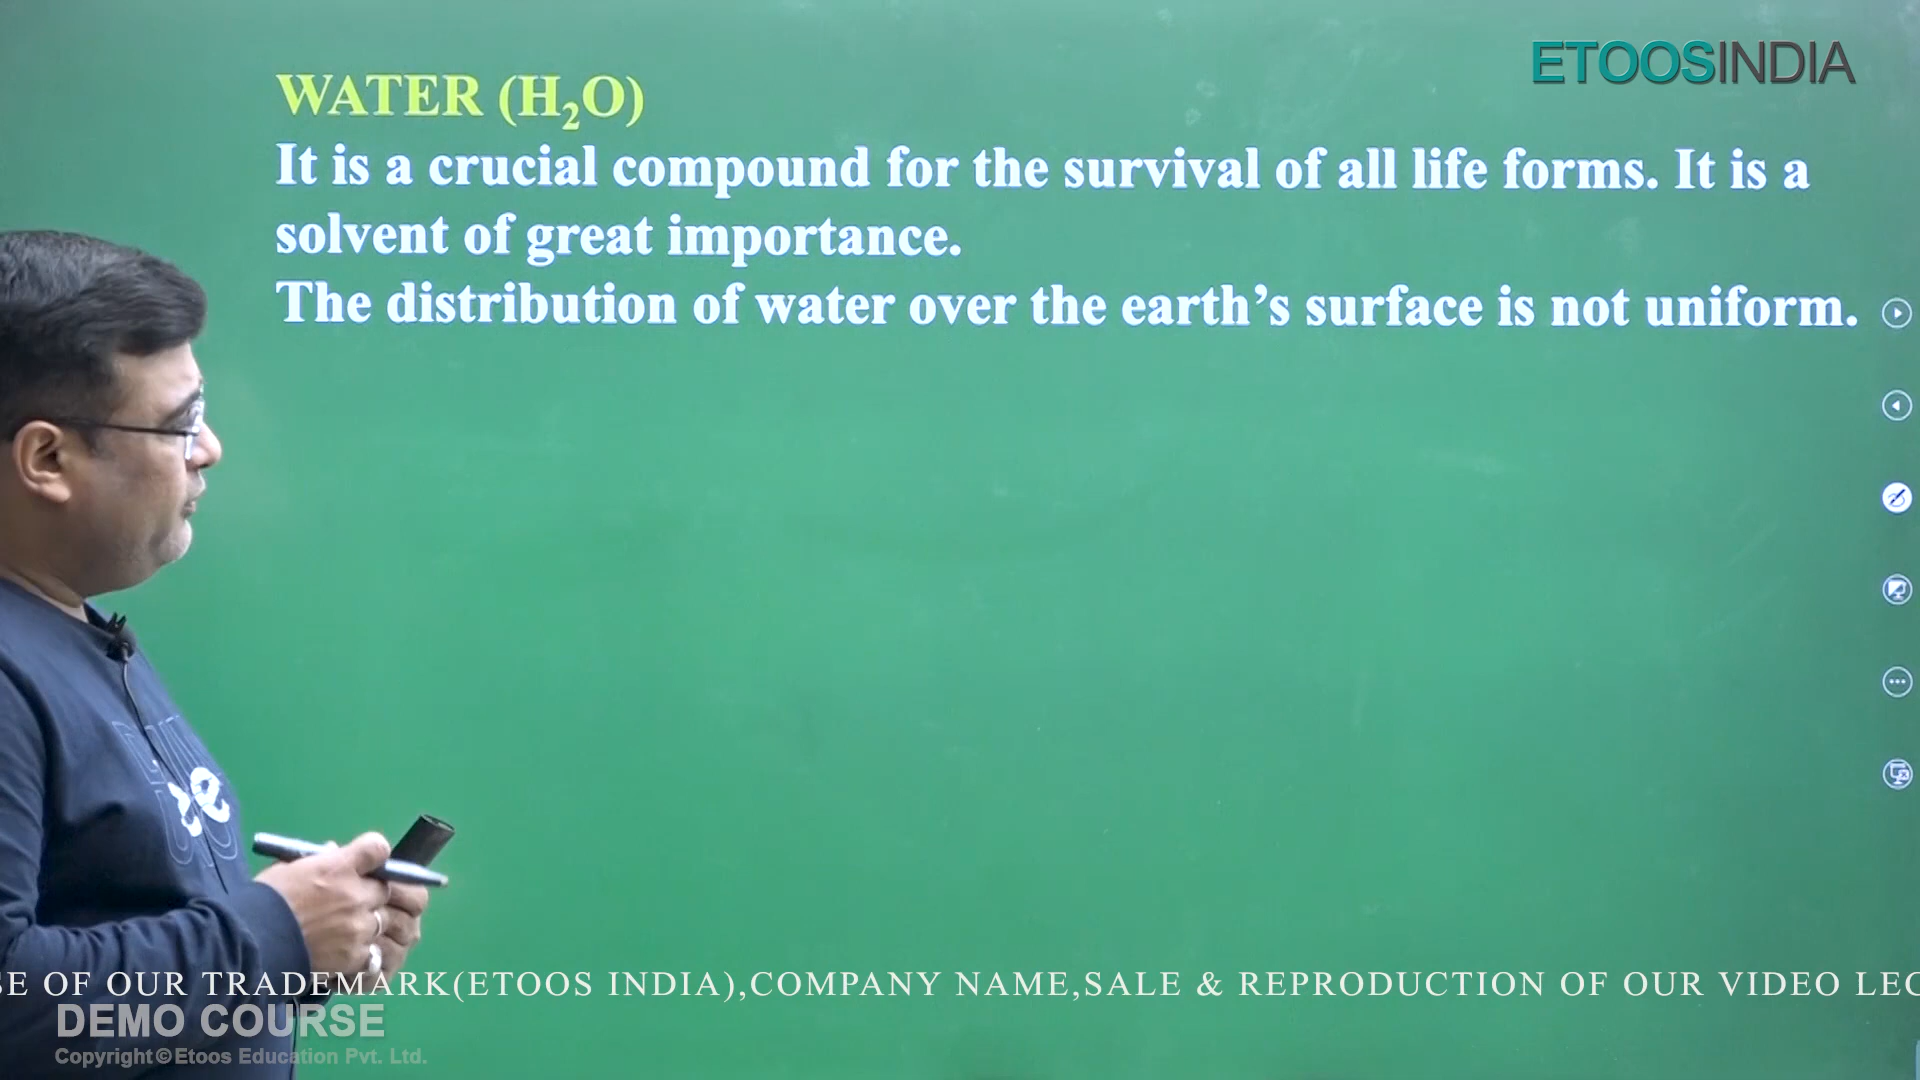 ETOOSINDIA
WATER (H₂O)
It is a crucial compound for the survival of all life forms. It is a
solvent of great importance.
The distribution of water over the earth’s surface is not uniform.
OF OUR TRADEMARK(ETOOS INDIA),COMPANY NAME,SALE & REPRODUCTION OF OUR VIDEO
DEMO COURSE
Copyright©Etoos Education Pvt. Ltd.